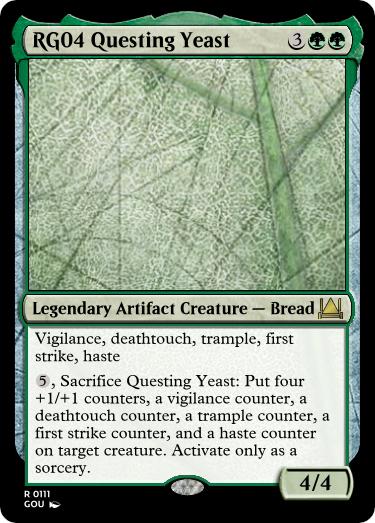 RG04 Questing Yeast 3
Legendary Artifact Creature — Bread
Vigilance, deathtouch, trample, first
strike, haste
5, Sacrifice Questing Yeast: Put four
+1/+1 counters, a vigilance counter, a
deathtouch counter, a trample counter, a
first strike counter, and a haste counter
on target creature. Activate only as a
sorcery.
4/4
R 0111
GOU